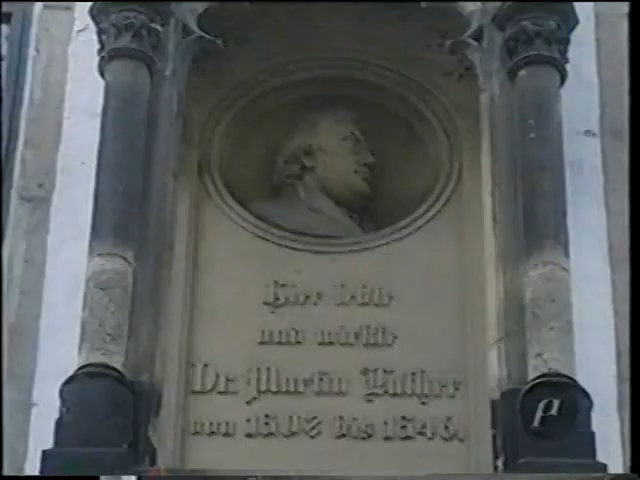 Hier lebte
und wirkte
Dr. Martin Luther
von 1508 bis 1546.